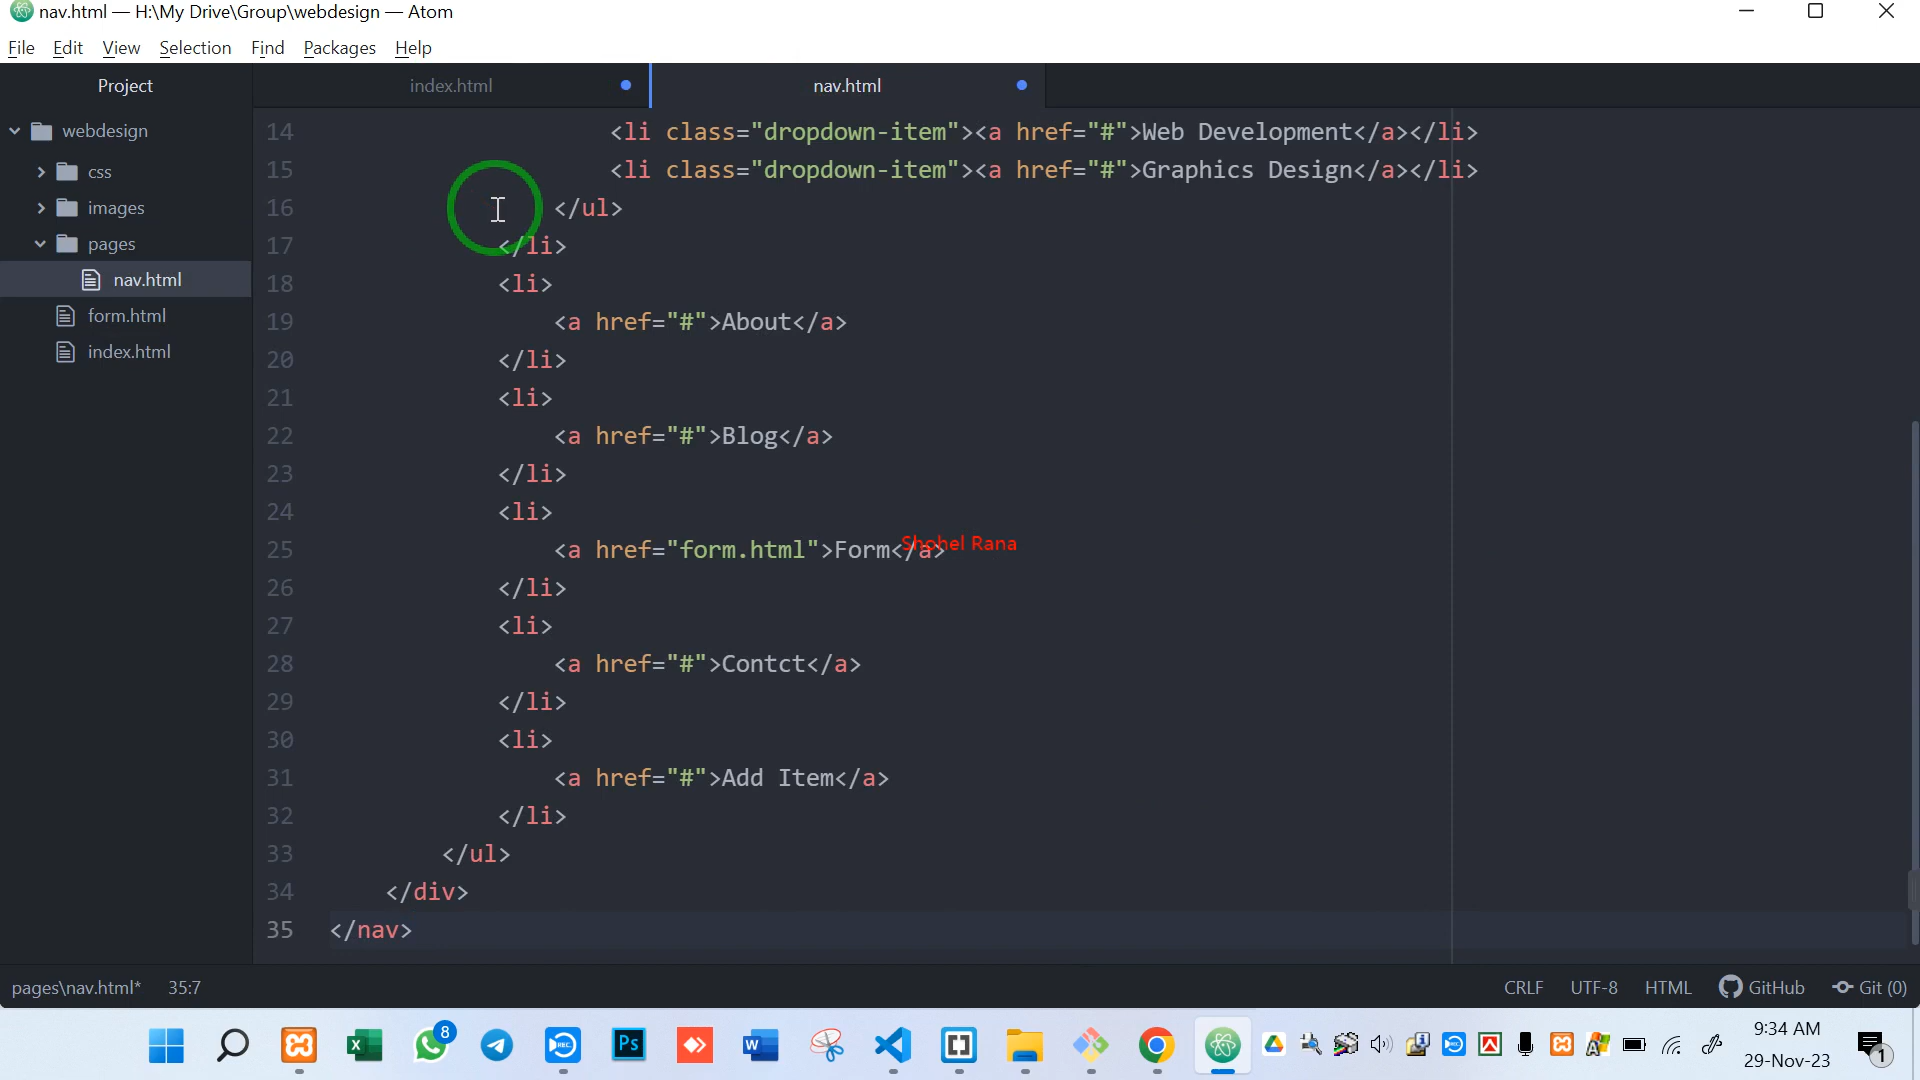 nav.html — H:\My Drive\Group\webdesign — Atom
File Edit View Selection Find Packages Help
Project
index.html
nav.html
webdesign
css
images
pages
nav.html
form.html
index.html
14 <li class="dropdown-item"><a href="#">Web Development</a></li>
15 <li class="dropdown-item"><a href="#">Graphics Design</a></li>
16 </ul>
17 </li>
18 <li>
19 <a href="#">About</a>
20 </li>
21 <li>
22 <a href="#">Blog</a>
23 </li>
24 <li>
25 <a href="form.html">Form</a>
Shohel Rana
26 </li>
27 <li>
28 <a href="#">Contct</a>
29 </li>
30 <li>
31 <a href="#">Add Item</a>
32 </li>
33 </ul>
34 </div>
35 </nav>
pages\nav.html* 35:7 CRLF UTF-8 HTML GitHub Git (0)
8
REC
Ps
9:34 AM
29-Nov-23
1